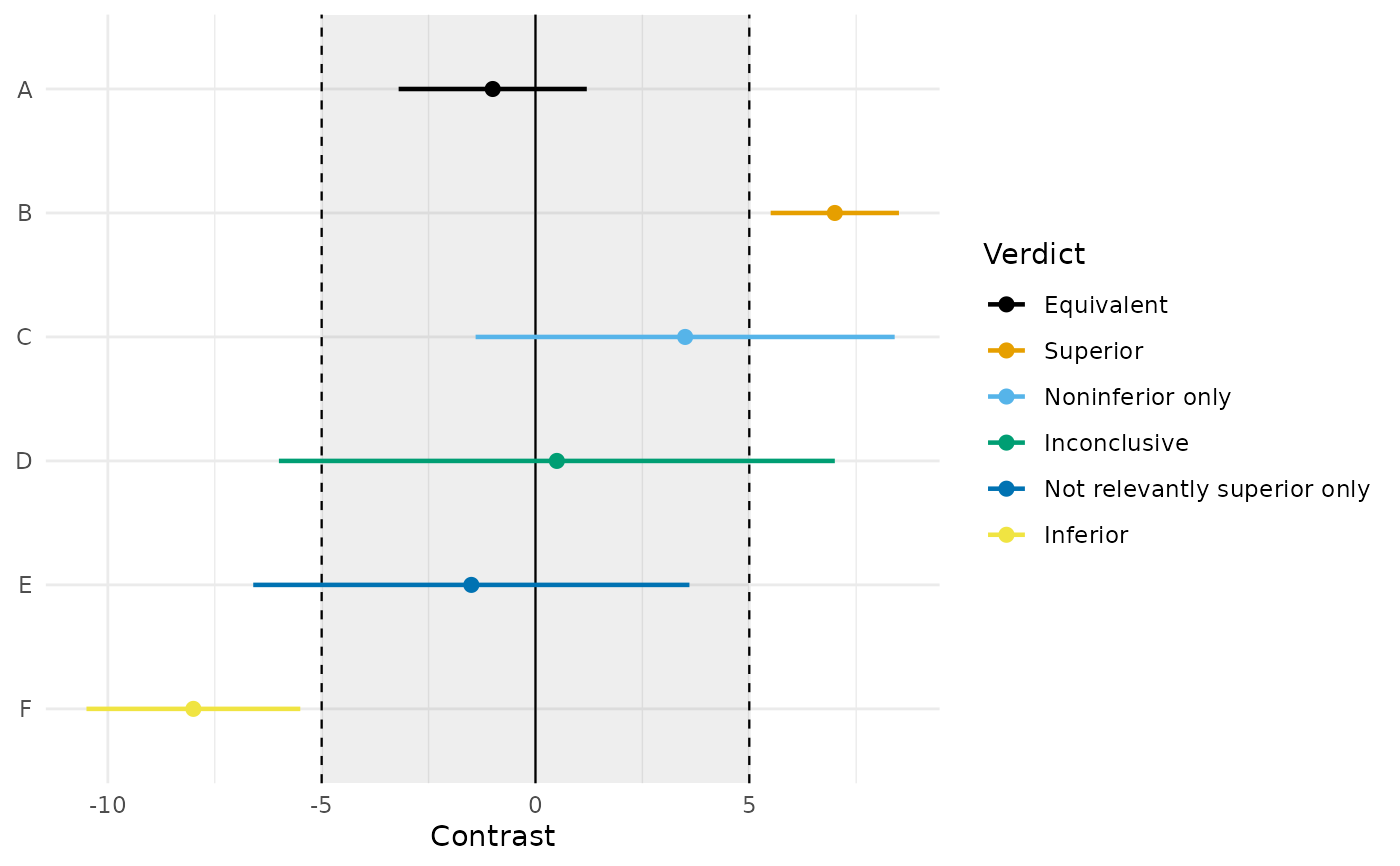 A
B
C
D
E
F
-10 -5 0 5
Contrast
Verdict
Equivalent
Superior
Noninferior only
Inconclusive
Not relevantly superior only
Inferior